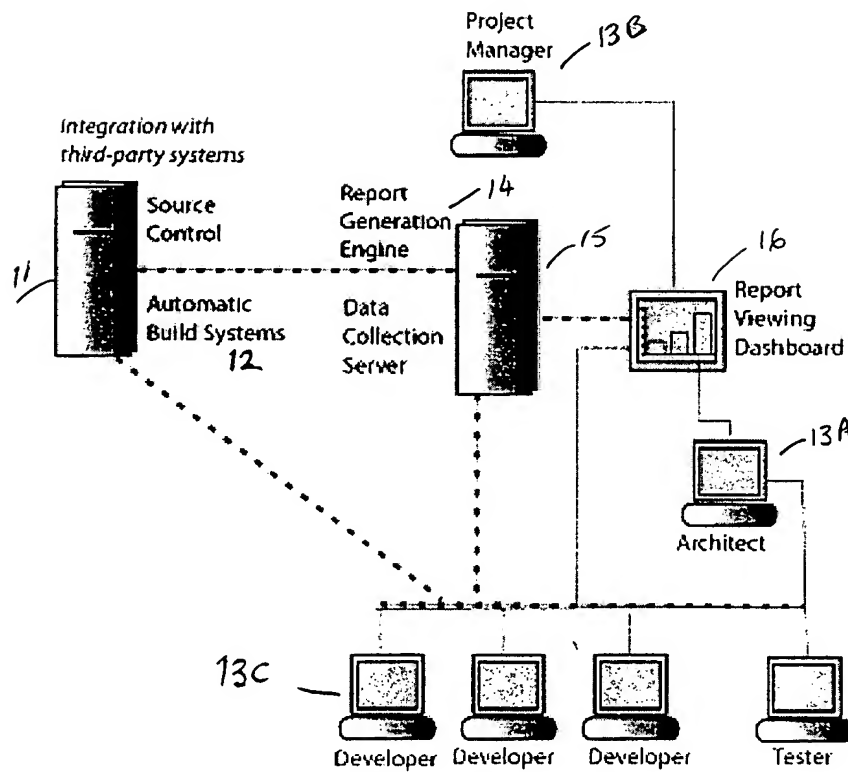 Project
Manager
13B
Integration with
third-party systems
Source
Control
Report
Generation
Engine
14
15
16
Report
Viewing
Dashboard
11
Automatic
Build Systems
12
Data
Collection
Server
13A
Architect
13C
Developer
Developer
Developer
Tester